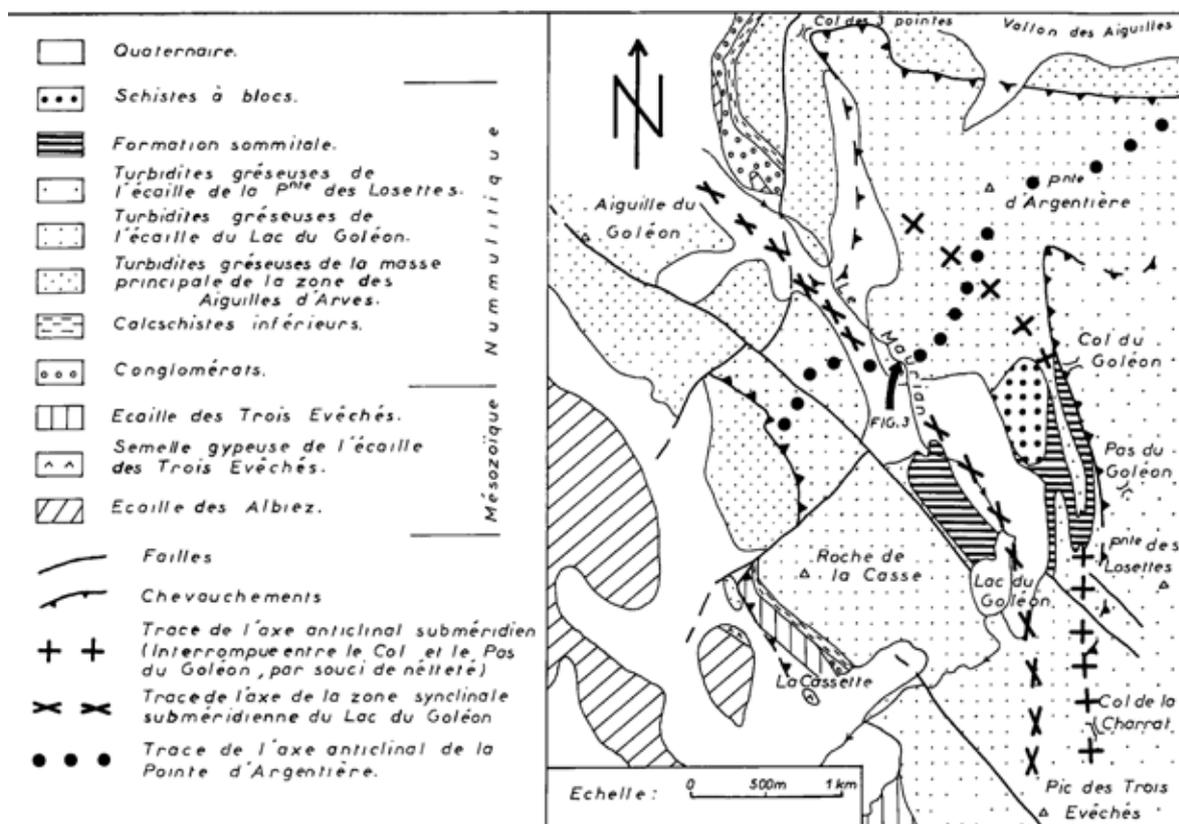 Quaternaire.
Schistes à blocs.
Formation sommitale.
Turbidites gréseuses de
l'écaille de la Pnte des Losettes.
Turbidites gréseuses de
l'écaille du Lac du Goléon.
Turbidites gréseuses de la masse
principale de la zone des
Aiguilles d'Arves.
Calcschistes inférieurs.
Conglomérats.
Nummulitique
Ecaille des Trois Evêchés.
Semelle gypeuse de l'écaille
des Trois Evêchés.
Ecaille des Albiez.
Mésozoïque
Failles
Chevauchements
Trace de l'axe anticlinal subméridien
(Interrompue entre le Col et le Pas
du Goléon, par souci de netteté)
Trace de l'axe de la zone synclinale
subméridienne du Lac du Goléon
Trace de l'axe anticlinal de la
Pointe d'Argentière.
N
Col des 3 pointes
Vallon des Aiguilles
Pnte
d'Argentière
Aiguille du
Goléon
Le
Maurian
Col du
Goléon
FIG.3
Pas du
Goléon
Pnte des
Losettes
Roche de
la Casse
Lac du
Goléon
La Cassette
Col de la
Charrat
Pic des Trois
Evêchés
Echelle :
0 500m 1 km